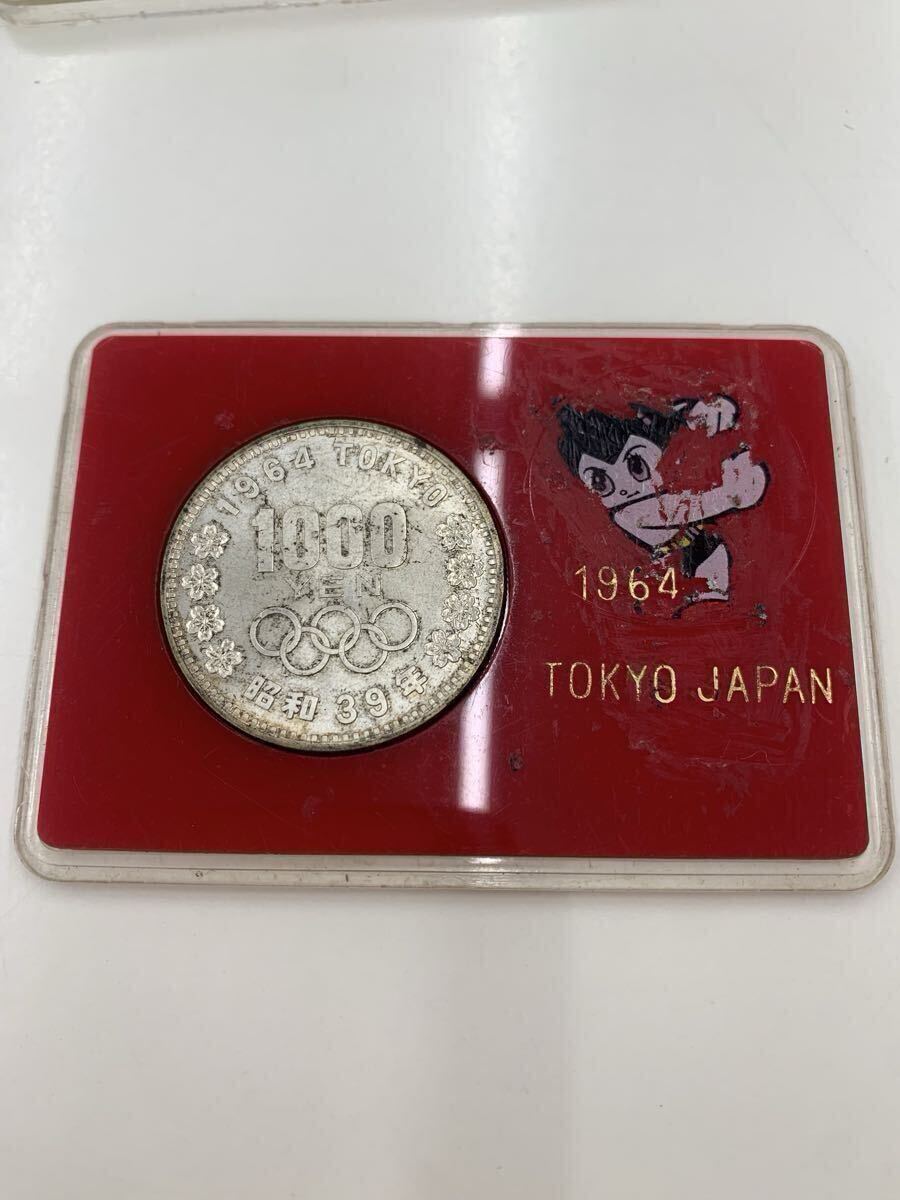 1964 TOKYO
1000
YEN
昭和 39年
1964
TOKYO JAPAN